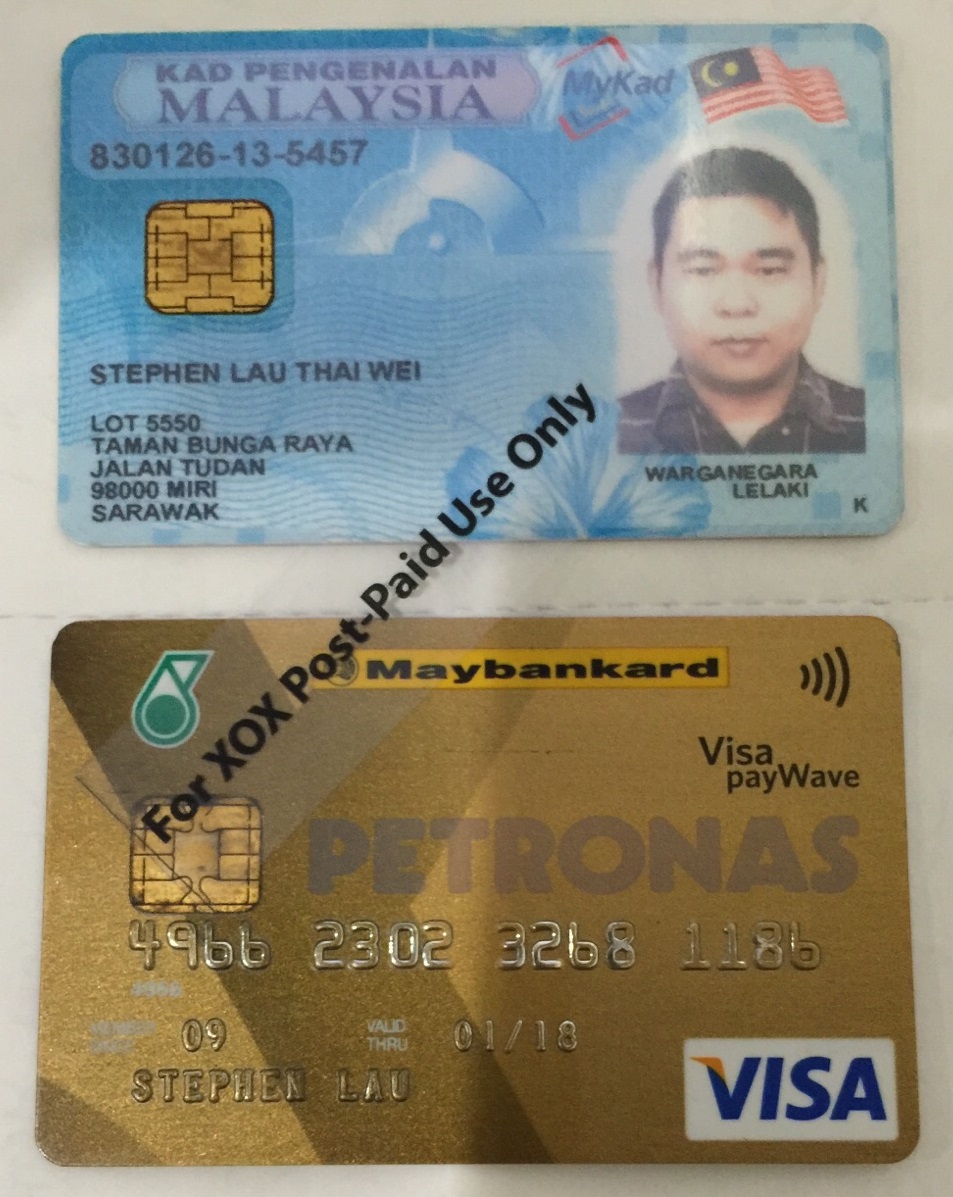 KAD PENGENALAN
MALAYSIA
MyKad
830126-13-5457
STEPHEN LAU THAI WEI
LOT 5550
TAMAN BUNGA RAYA
JALAN TUDAN
98000 MIRI
SARAWAK
WARGANEGARA
LELAKI
K
For XOX Post-Paid Use Only
Maybankard
Visa
payWave
PETRONAS
4966 2302 3268 1186
4966
09 VALID THRU 01/18
STEPHEN LAU
VISA